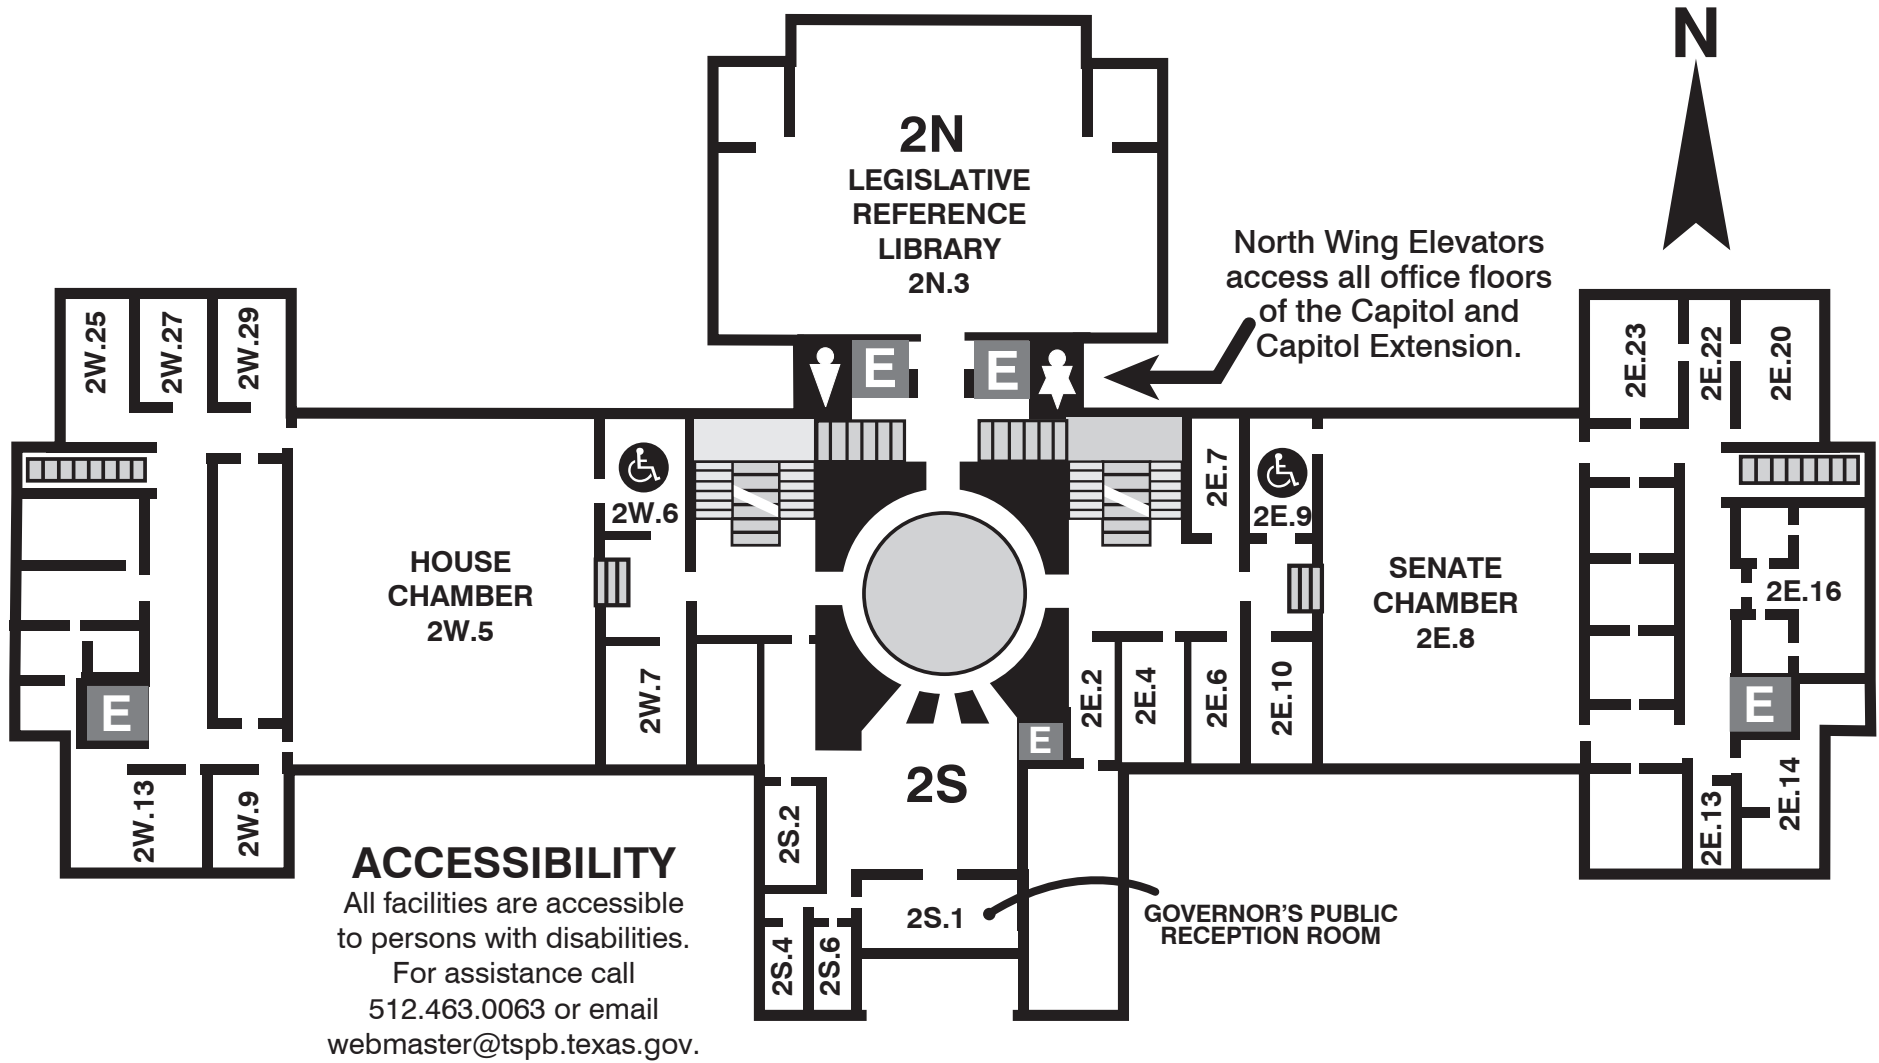 N
2N
LEGISLATIVE
REFERENCE
LIBRARY
2N.3
North Wing Elevators
access all office floors
of the Capitol and
Capitol Extension.
2W.25
2W.27
2W.29
E
E
2E.23
2E.22
2E.20
2W.6
2E.7
2E.9
HOUSE
CHAMBER
2W.5
SENATE
CHAMBER
2E.8
2E.16
E
2W.7
2E.2
2E.4
2E.6
2E.10
E
E
2S
2W.13
2W.9
2S.2
2E.13
2E.14
ACCESSIBILITY
All facilities are accessible
to persons with disabilities.
For assistance call
512.463.0063 or email
webmaster@tspb.texas.gov.
2S.4
2S.6
2S.1
GOVERNOR'S PUBLIC
RECEPTION ROOM